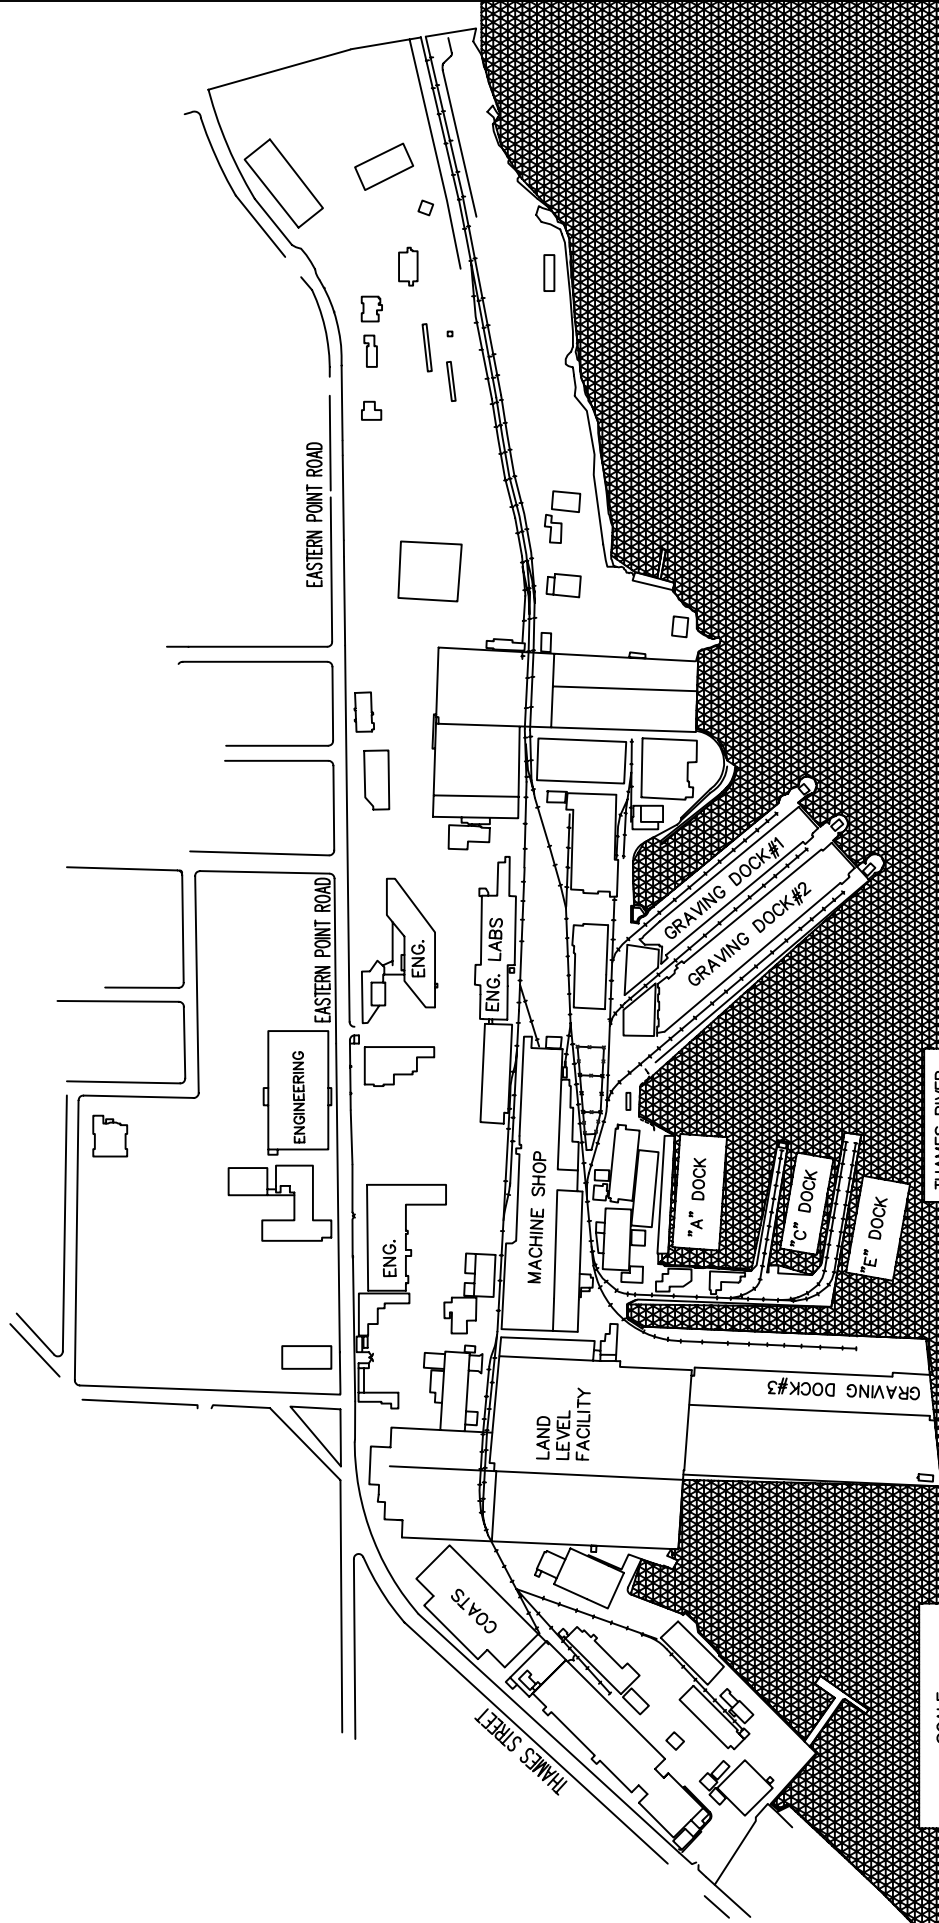 EASTERN POINT ROAD
EASTERN POINT ROAD
ENG.
ENG. LABS
GRAVING DOCK#1
GRAVING DOCK#2
ENGINEERING
THAMES RIVER
MACHINE SHOP
"A" DOCK
"C" DOCK
"E" DOCK
ENG.
GRAVING DOCK#3
LAND
LEVEL
FACILITY
COATS
THAMES STREET